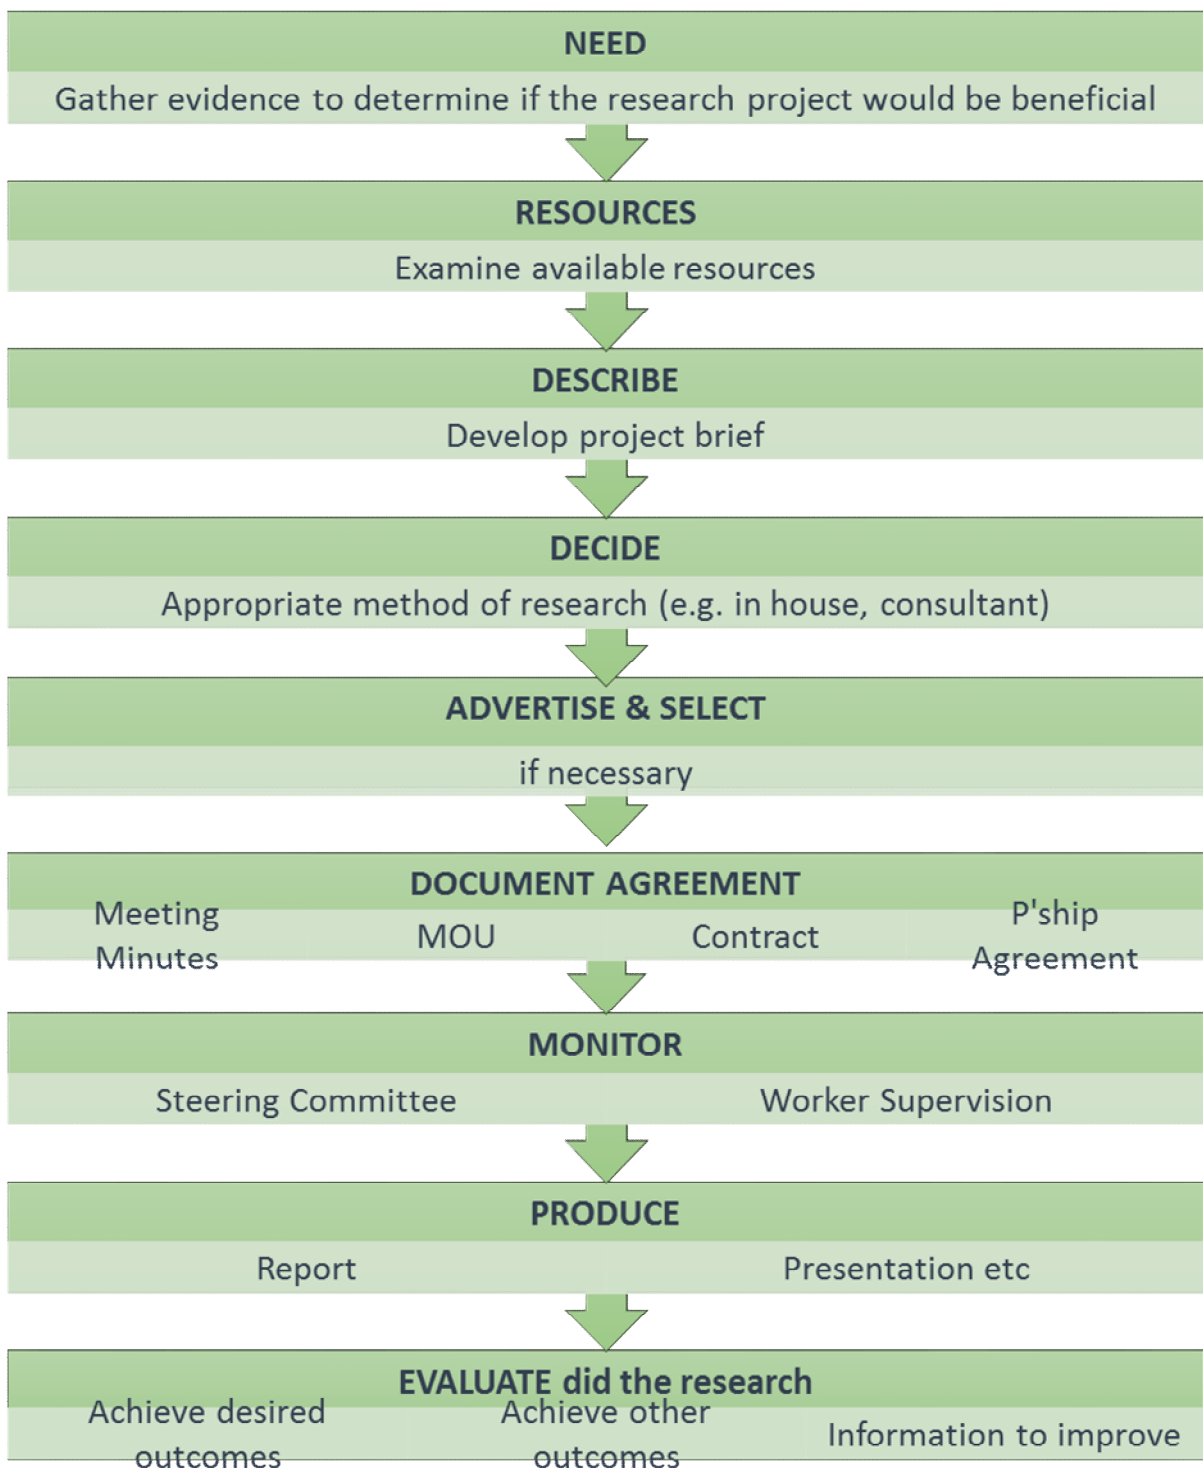 NEED
Gather evidence to determine if the research project would be beneficial
RESOURCES
Examine available resources
DESCRIBE
Develop project brief
DECIDE
Appropriate method of research (e.g. in house, consultant)
ADVERTISE & SELECT
if necessary
DOCUMENT AGREEMENT
Meeting
Minutes
MOU
Contract
P'ship
Agreement
MONITOR
Steering Committee
Worker Supervision
PRODUCE
Report
Presentation etc
EVALUATE did the research
Achieve desired
outcomes
Achieve other
outcomes
Information to improve